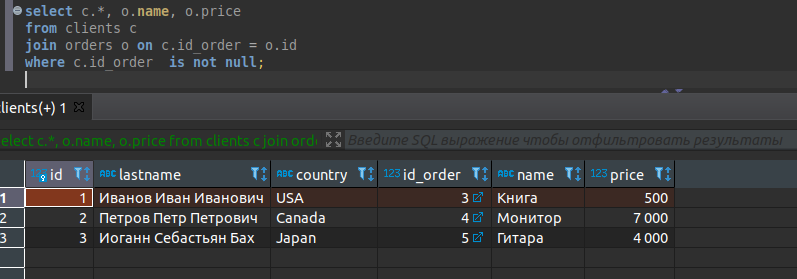 select c.*, o.name, o.price
from clients c
join orders o on c.id_order = o.id
where c.id_order  is not null;
clients(+) 1
select c.*, o.name, o.price from clients c join orde Введите SQL выражение чтобы отфильтровать результаты
123 id ABC lastname ABC country 123 id_order ABC name 123 price
1 1 Иванов Иван Иванович USA 3 Книга 500
2 2 Петров Петр Петрович Canada 4 Монитор 7 000
3 3 Иоганн Себастьян Бах Japan 5 Гитара 4 000